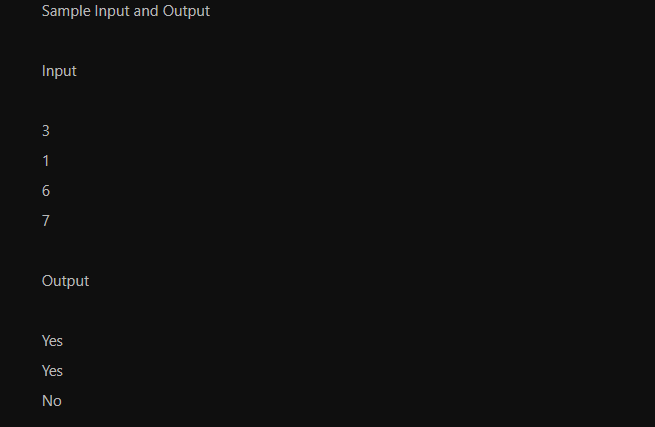 Sample Input and Output
Input
3
1
6
7
Output
Yes
Yes
No